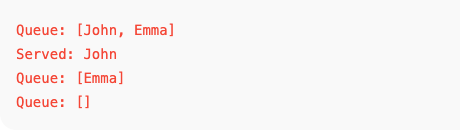 Queue: [John, Emma]
Served: John
Queue: [Emma]
Queue: []